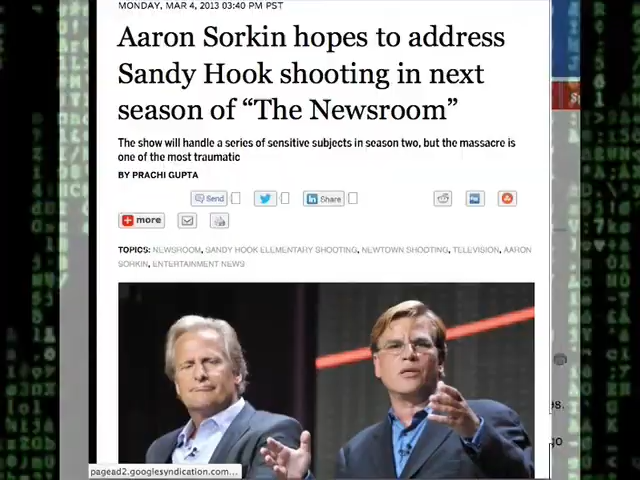 MONDAY, MAR 4, 2013 03:40 PM PST
Aaron Sorkin hopes to address
Sandy Hook shooting in next
season of “The Newsroom”
The show will handle a series of sensitive subjects in season two, but the massacre is
one of the most traumatic
BY PRACHI GUPTA
Send
in Share
more
TOPICS: NEWSROOM, SANDY HOOK ELEMENTARY SHOOTING, NEWTOWN SHOOTING, TELEVISION, AARON
SORKIN, ENTERTAINMENT NEWS
pagead2.googlesyndication.com...